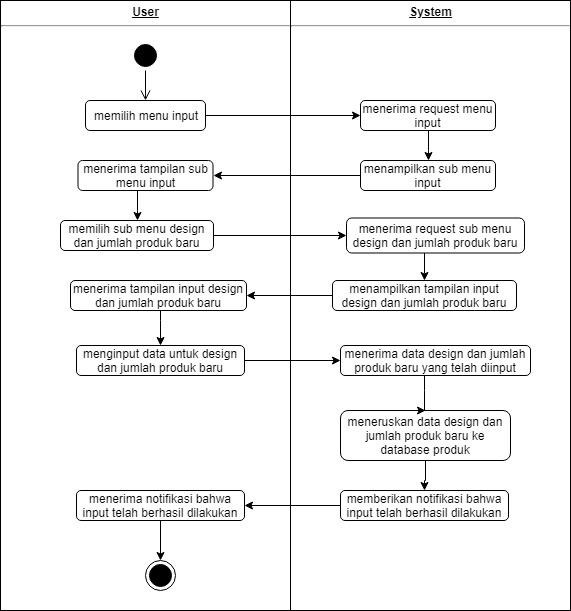 User
System
memilih menu input
menerima request menu
input
menerima tampilan sub
menu input
menampilkan sub menu
input
memilih sub menu design
dan jumlah produk baru
menerima request sub menu
design dan jumlah produk baru
menerima tampilan input design
dan jumlah produk baru
menampilkan tampilan input
design dan jumlah produk baru
menginput data untuk design
dan jumlah produk baru
menerima data design dan jumlah
produk baru yang telah diinput
meneruskan data design dan
jumlah produk baru ke
database produk
menerima notifikasi bahwa
input telah berhasil dilakukan
memberikan notifikasi bahwa
input telah berhasil dilakukan